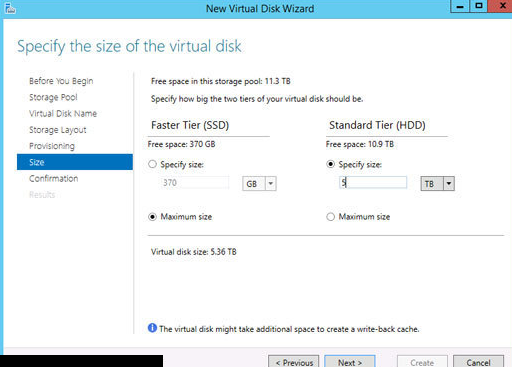 New Virtual Disk Wizard
Specify the size of the virtual disk
Before You Begin
Storage Pool
Virtual Disk Name
Storage Layout
Provisioning
Size
Confirmation
Results
Free space in this storage pool: 11.3 TB
Specify how big the two tiers of your virtual disk should be.
Faster Tier (SSD)
Free space: 370 GB
Specify size:
370 GB
Maximum size
Standard Tier (HDD)
Free space: 10.9 TB
Specify size:
5 TB
Maximum size
Virtual disk size: 5.36 TB
The virtual disk might take additional space to create a write-back cache.
< Previous Next > Create Cancel